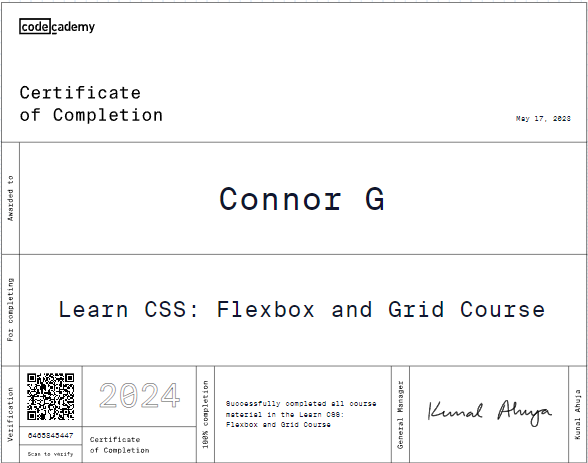 codecademy
Certificate
of Completion
May 17, 2023
Awarded to
Connor G
For completing
Learn CSS: Flexbox and Grid Course
Verification
6465545447
Scan to verify
2024
Certificate
of Completion
100% completion
Successfully completed all course
material in the Learn CSS:
Flexbox and Grid Course
General Manager
Kunal Ahuja
Kunal Ahuja